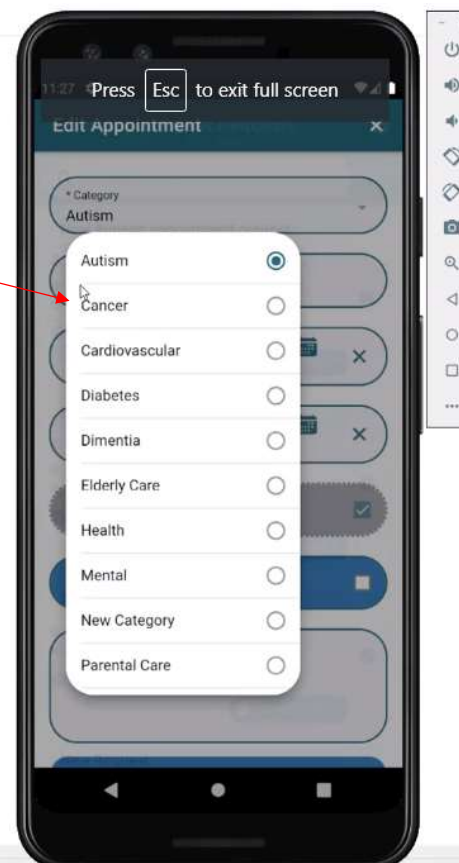 11:27
Press Esc to exit full screen
Edit Appointment
* Category
Autism
Autism
Cancer
Cardiovascular
Diabetes
Dimentia
Elderly Care
Health
Mental
New Category
Parental Care